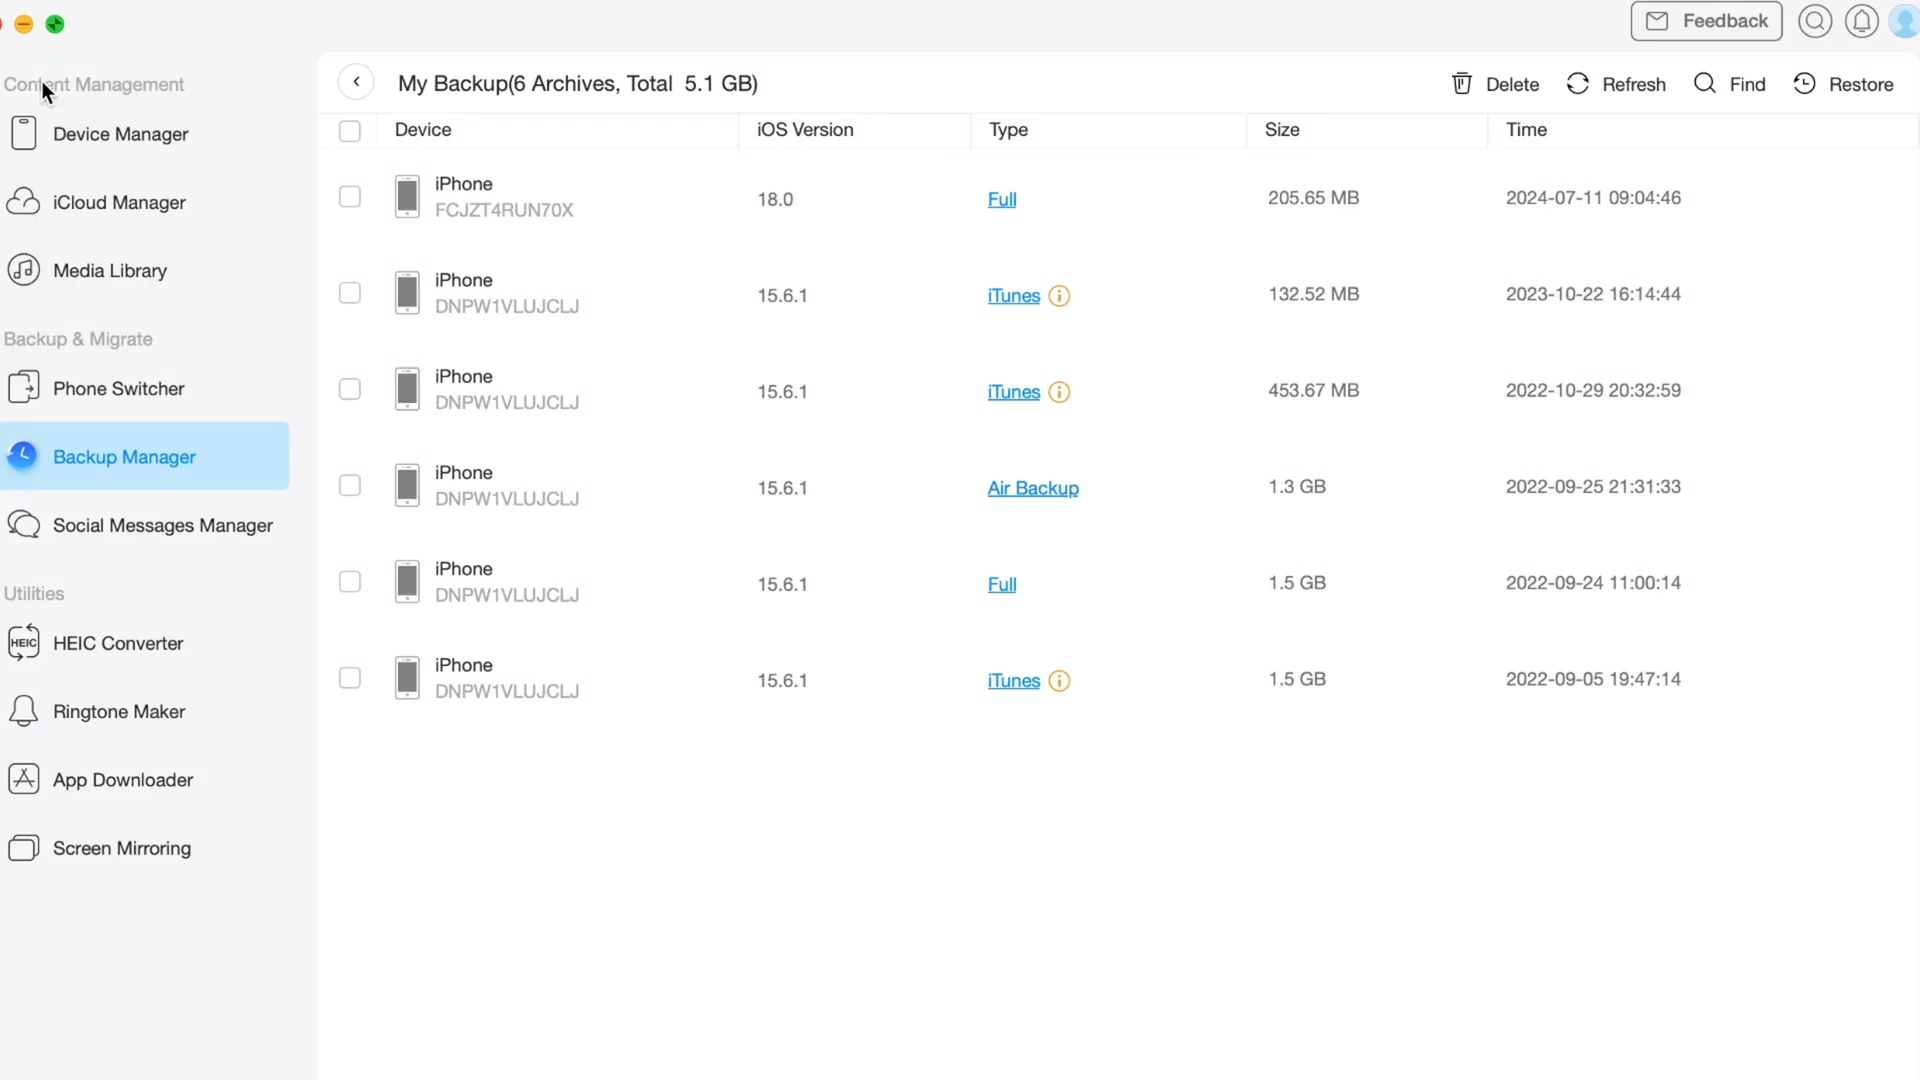 Feedback
Content Management
Device Manager
iCloud Manager
Media Library
Backup & Migrate
Phone Switcher
Backup Manager
Social Messages Manager
Utilities
HEIC
HEIC Converter
Ringtone Maker
App Downloader
Screen Mirroring
My Backup(6 Archives, Total 5.1 GB)
Delete Refresh Find Restore
Device iOS Version Type Size Time
iPhone
FCJZT4RUN70X 18.0 Full 205.65 MB 2024-07-11 09:04:46
iPhone
DNPW1VLUJCLJ 15.6.1 iTunes 132.52 MB 2023-10-22 16:14:44
iPhone
DNPW1VLUJCLJ 15.6.1 iTunes 453.67 MB 2022-10-29 20:32:59
iPhone
DNPW1VLUJCLJ 15.6.1 Air Backup 1.3 GB 2022-09-25 21:31:33
iPhone
DNPW1VLUJCLJ 15.6.1 Full 1.5 GB 2022-09-24 11:00:14
iPhone
DNPW1VLUJCLJ 15.6.1 iTunes 1.5 GB 2022-09-05 19:47:14